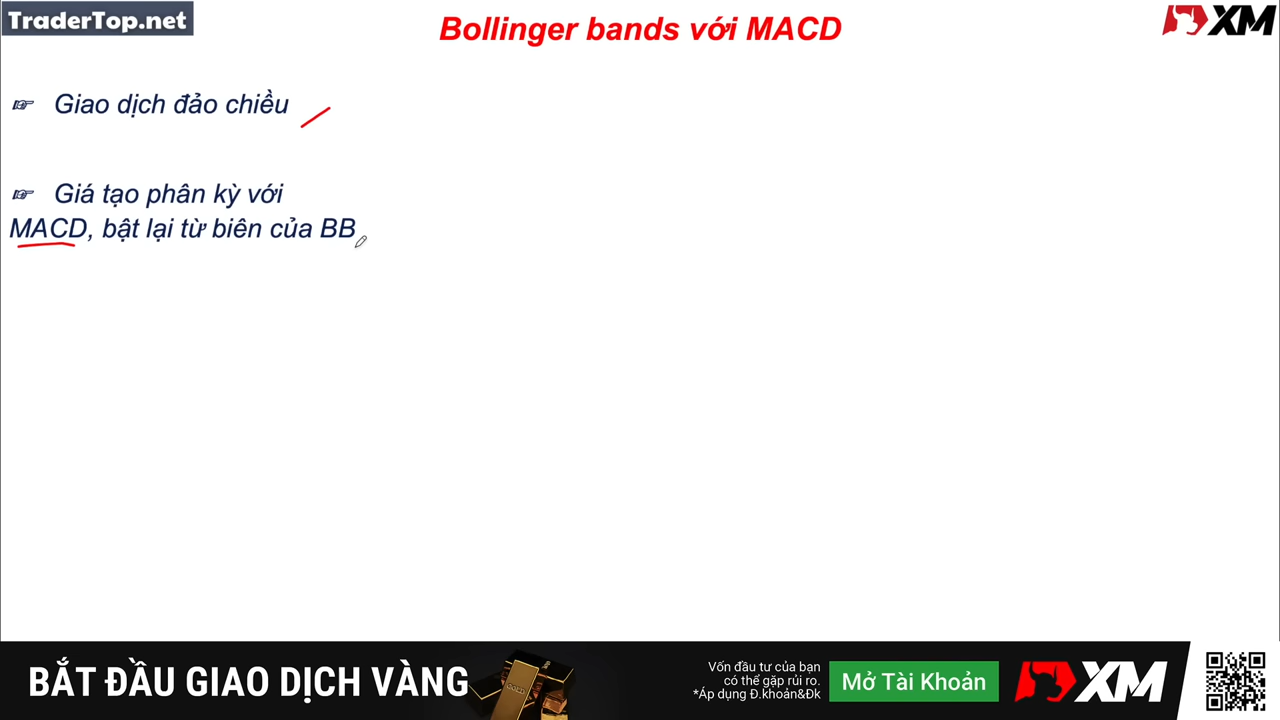 TraderTop.net
Bollinger bands với MACD
XM
☞ Giao dịch đảo chiều
☞ Giá tạo phân kỳ với
MACD, bật lại từ biên của BB
BẮT ĐẦU GIAO DỊCH VÀNG
Vốn đầu tư của bạn
có thể gặp rủi ro.
*Áp dụng Đ.khoản&Đk
Mở Tài Khoản
XM